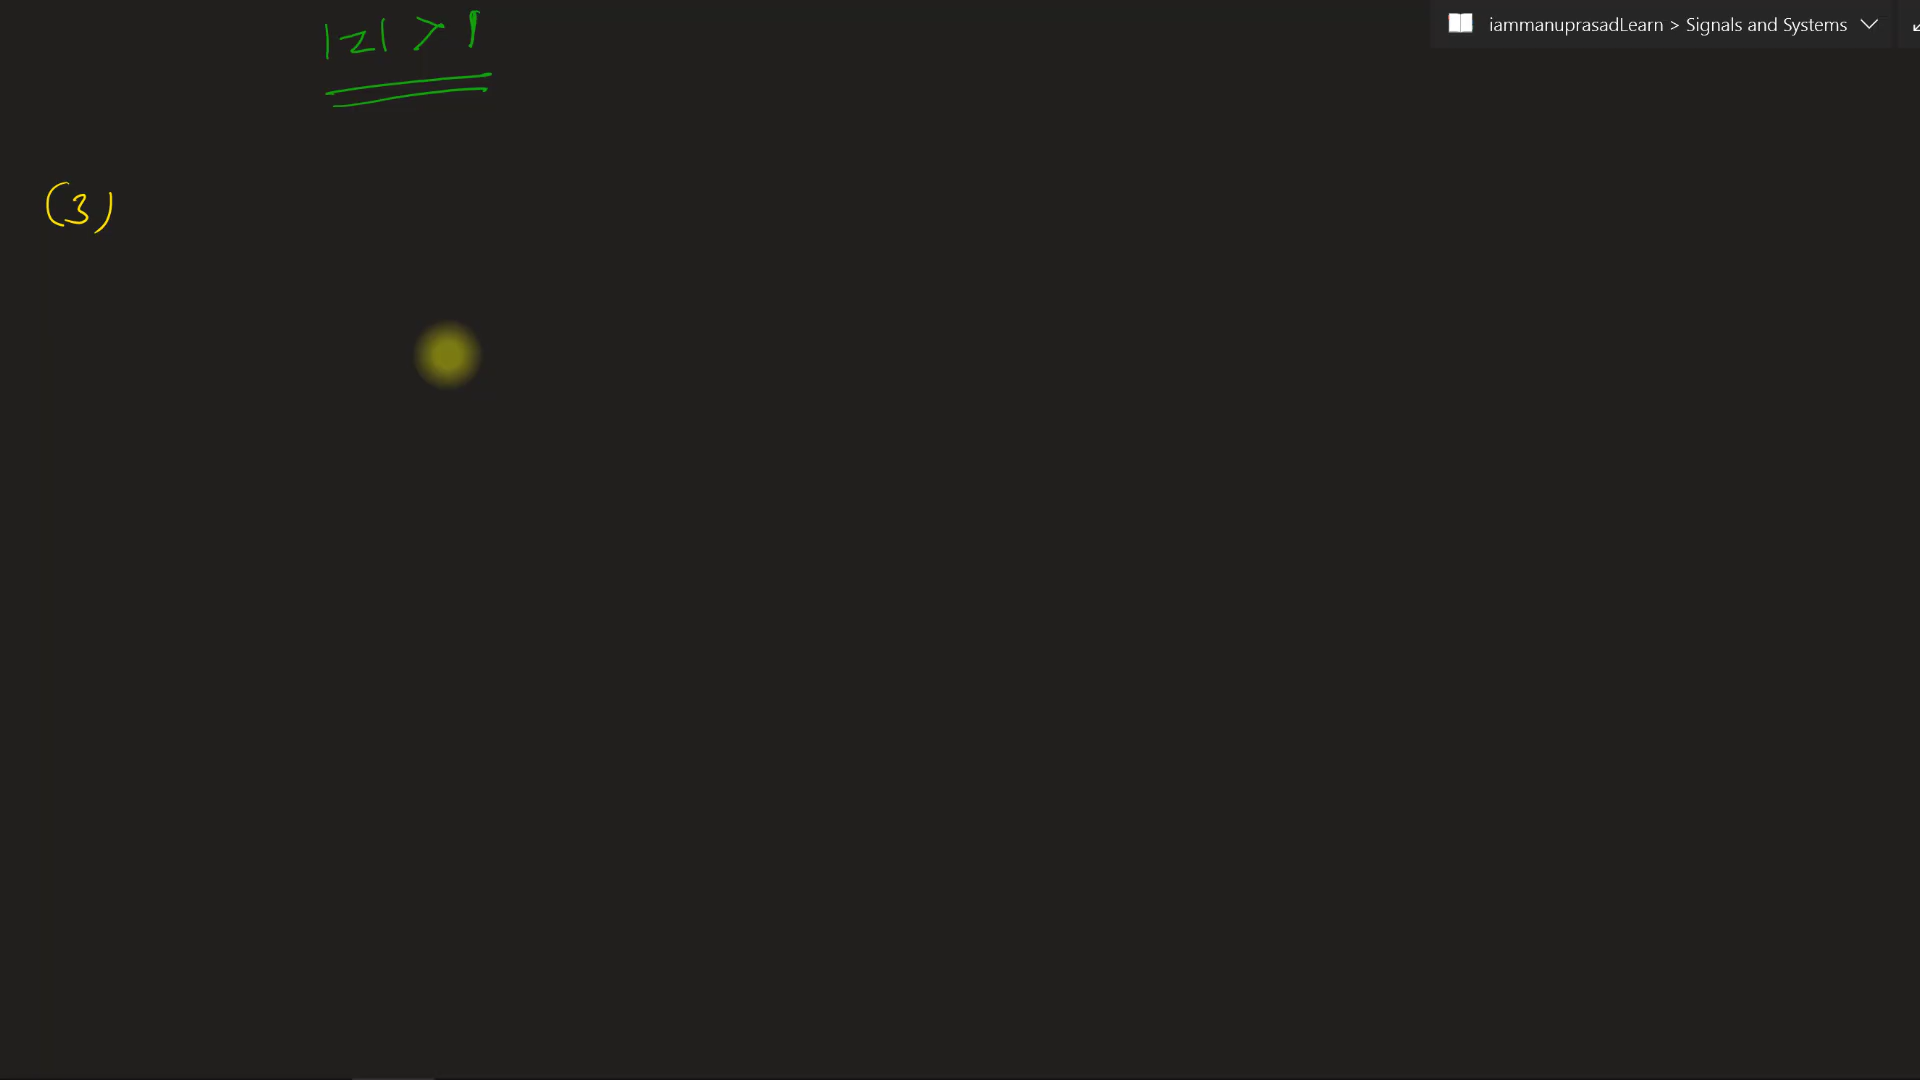 |z| > 1
iammanuprasadLearn > Signals and Systems
(3)